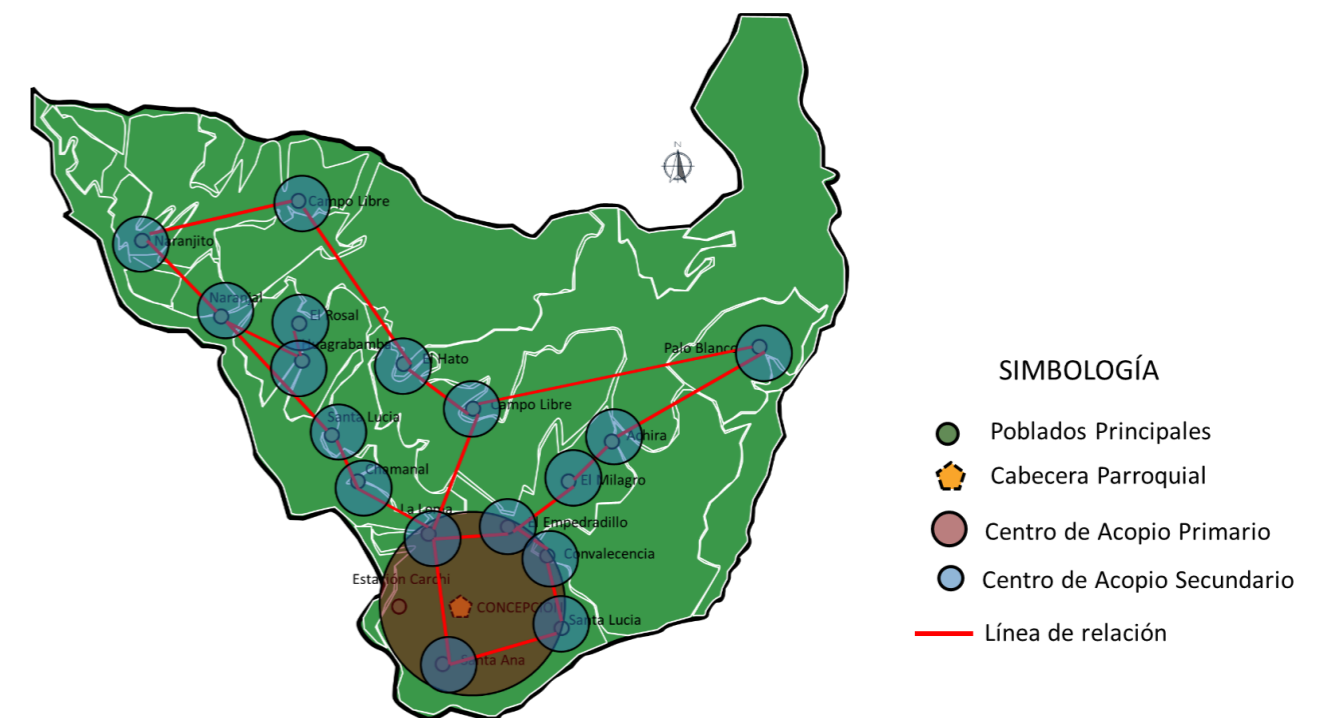 N
Campo Libre
Naranjito
Naranjal
El Rosal
El Hato
Palo Blanco
Campo Libre
Santa Lucia
Achira
Chamanal
El Milagro
La Loma
El Empedradillo
Convalecencia
Estación Carchi
CONCEPCION
Santa Lucia
Santa Ana
SIMBOLOGÍA
Poblados Principales
Cabecera Parroquial
Centro de Acopio Primario
Centro de Acopio Secundario
Línea de relación